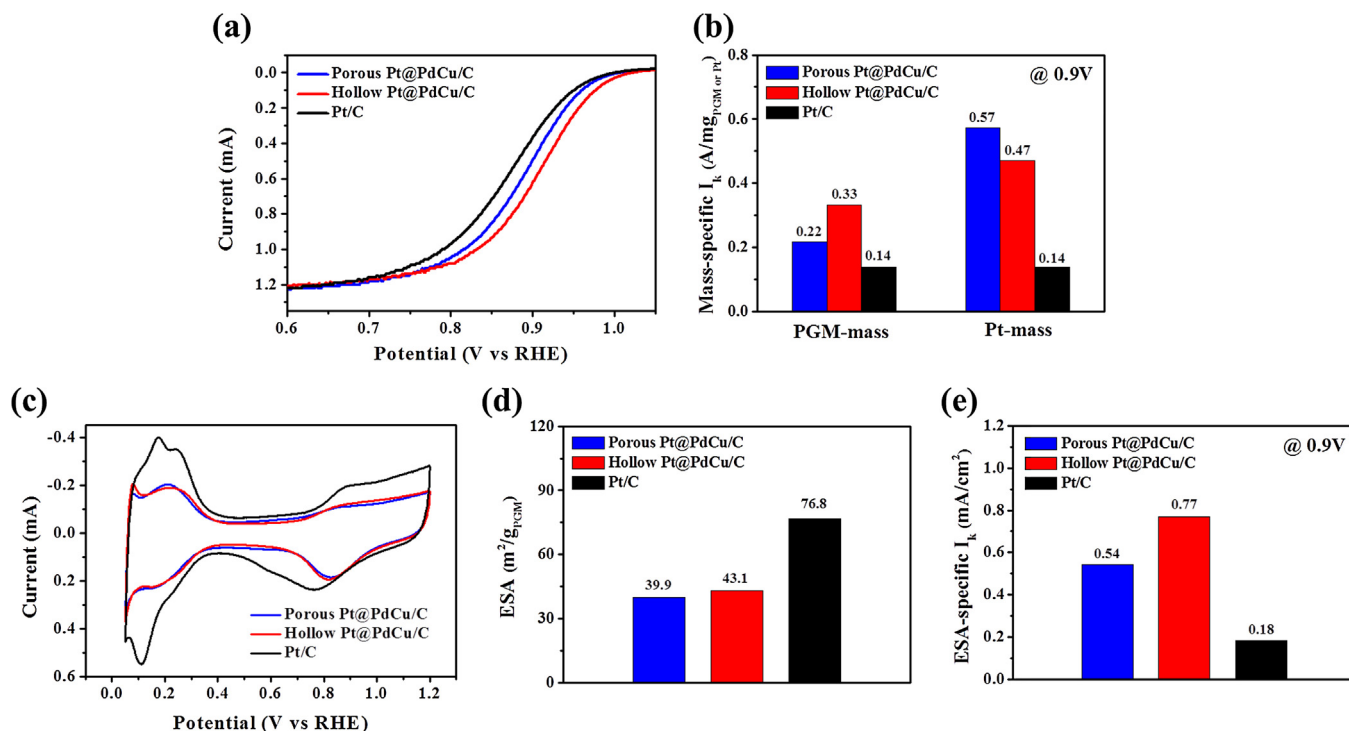 (a)
Porous Pt@PdCu/C
Hollow Pt@PdCu/C
Pt/C
0.0
0.2
0.4
0.6
0.8
1.0
1.2
Current (mA)
0.6 0.7 0.8 0.9 1.0
Potential (V vs RHE)
(b)
Porous Pt@PdCu/C
Hollow Pt@PdCu/C
Pt/C
@ 0.9V
0.8
0.6
0.4
0.2
0.0
Mass-specific Ik (A/mgPGM or Pt)
0.22
0.33
0.14
0.57
0.47
0.14
PGM-mass Pt-mass
(c)
-0.4
-0.2
0.0
0.2
0.4
0.6
Current (mA)
Porous Pt@PdCu/C
Hollow Pt@PdCu/C
Pt/C
0.0 0.2 0.4 0.6 0.8 1.0 1.2
Potential (V vs RHE)
(d)
Porous Pt@PdCu/C
Hollow Pt@PdCu/C
Pt/C
120
90
60
30
0
ESA (m²/gPGM)
39.9
43.1
76.8
(e)
Porous Pt@PdCu/C
Hollow Pt@PdCu/C
Pt/C
@ 0.9V
1.2
1.0
0.8
0.6
0.4
0.2
0.0
ESA-specific Ik (mA/cm²)
0.54
0.77
0.18